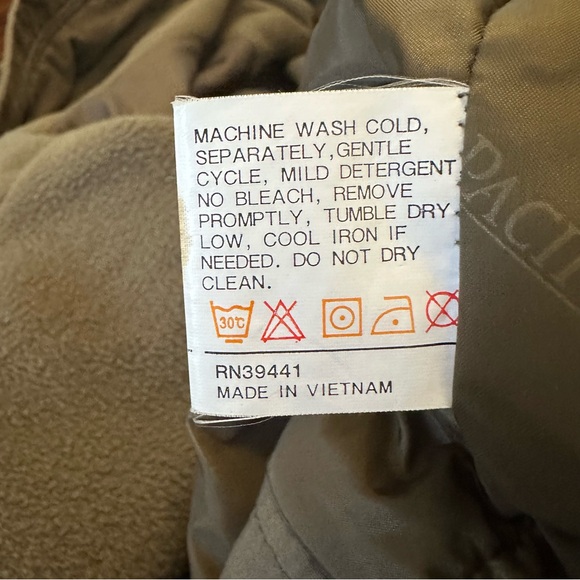 MACHINE WASH COLD,
SEPARATELY,GENTLE
CYCLE, MILD DETERGENT
NO BLEACH, REMOVE
PROMPTLY, TUMBLE DRY
LOW, COOL IRON IF
NEEDED. DO NOT DRY
CLEAN.
30℃
RN39441
MADE IN VIETNAM
PACIF